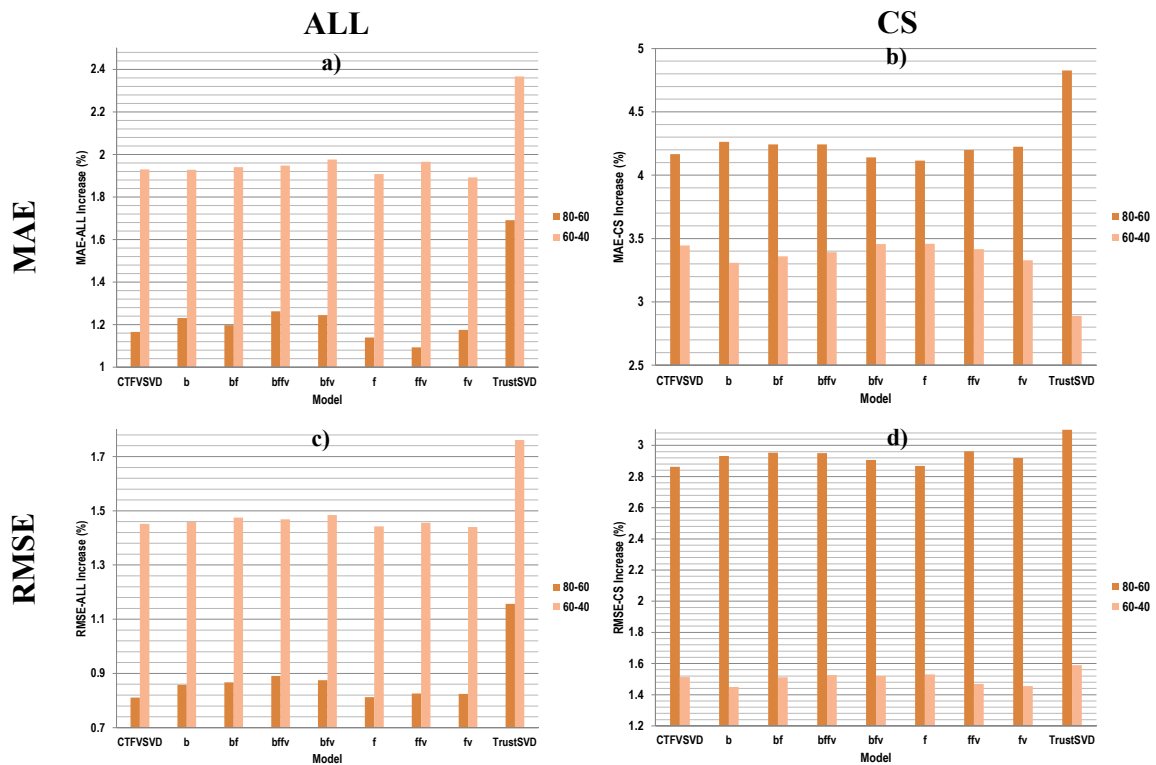 ALL
CS
MAE
RMSE
a)
MAE-ALL Increase (%)
2.4
2.2
2
1.8
1.6
1.4
1.2
1
CTFVSVD b bf bffv bfv f ffv fv TrustSVD
Model
80-60
60-40
b)
MAE-CS Increase (%)
5
4.5
4
3.5
3
2.5
CTFVSVD b bf bffv bfv f ffv fv TrustSVD
Model
80-60
60-40
c)
RMSE-ALL Increase (%)
1.7
1.5
1.3
1.1
0.9
0.7
CTFVSVD b bf bffv bfv f ffv fv TrustSVD
Model
80-60
60-40
d)
RMSE-CS Increase (%)
3
2.8
2.6
2.4
2.2
2
1.8
1.6
1.4
1.2
CTFVSVD b bf bffv bfv f ffv fv TrustSVD
Model
80-60
60-40